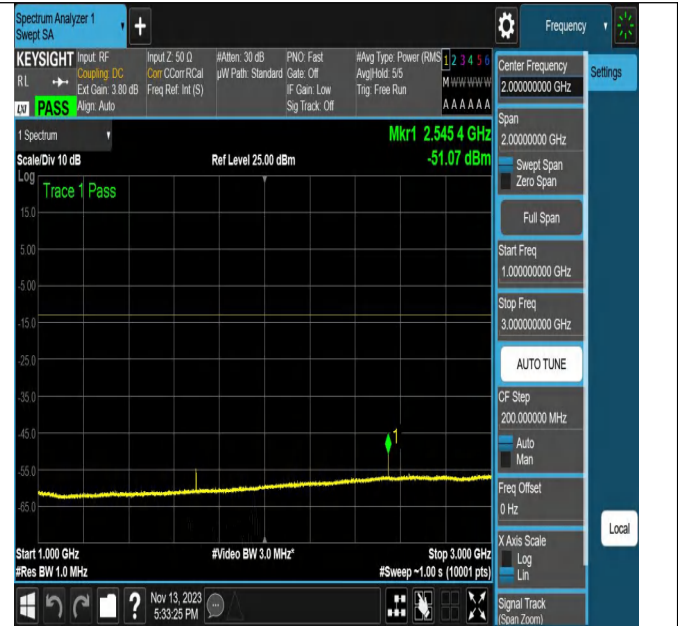 Spectrum Analyzer 1
Swept SA
+
Frequency
KEYSIGHT
RL
LXI PASS
Input: RF
Coupling: DC
Ext Gain: 3.80 dB
Align: Auto
Input Z: 50 Ω
Corr CCorr RCal
Freq Ref: Int (S)
#Atten: 30 dB
µW Path: Standard
PNO: Fast
Gate: Off
IF Gain: Low
Sig Track: Off
#Avg Type: Power (RMS
Avg|Hold: 5/5
Trig: Free Run
1 2 3 4 5 6
M W W W W W
A A A A A A
1 Spectrum
Mkr1 2.545 4 GHz
Scale/Div 10 dB
Ref Level 25.00 dBm
-51.07 dBm
Log
Trace 1 Pass
15.0
5.00
-5.00
-15.0
-25.0
-35.0
-45.0
1
-55.0
-65.0
Start 1.000 GHz
#Video BW 3.0 MHz*
Stop 3.000 GHz
#Res BW 1.0 MHz
#Sweep ~1.00 s (10001 pts)
Center Frequency
2.000000000 GHz
Settings
Span
2.00000000 GHz
Swept Span
Zero Span
Full Span
Start Freq
1.000000000 GHz
Stop Freq
3.000000000 GHz
AUTO TUNE
CF Step
200.000000 MHz
Auto
Man
Freq Offset
0 Hz
Local
X Axis Scale
Log
Lin
Signal Track
(Span Zoom)
?
Nov 13, 2023
5:33:25 PM